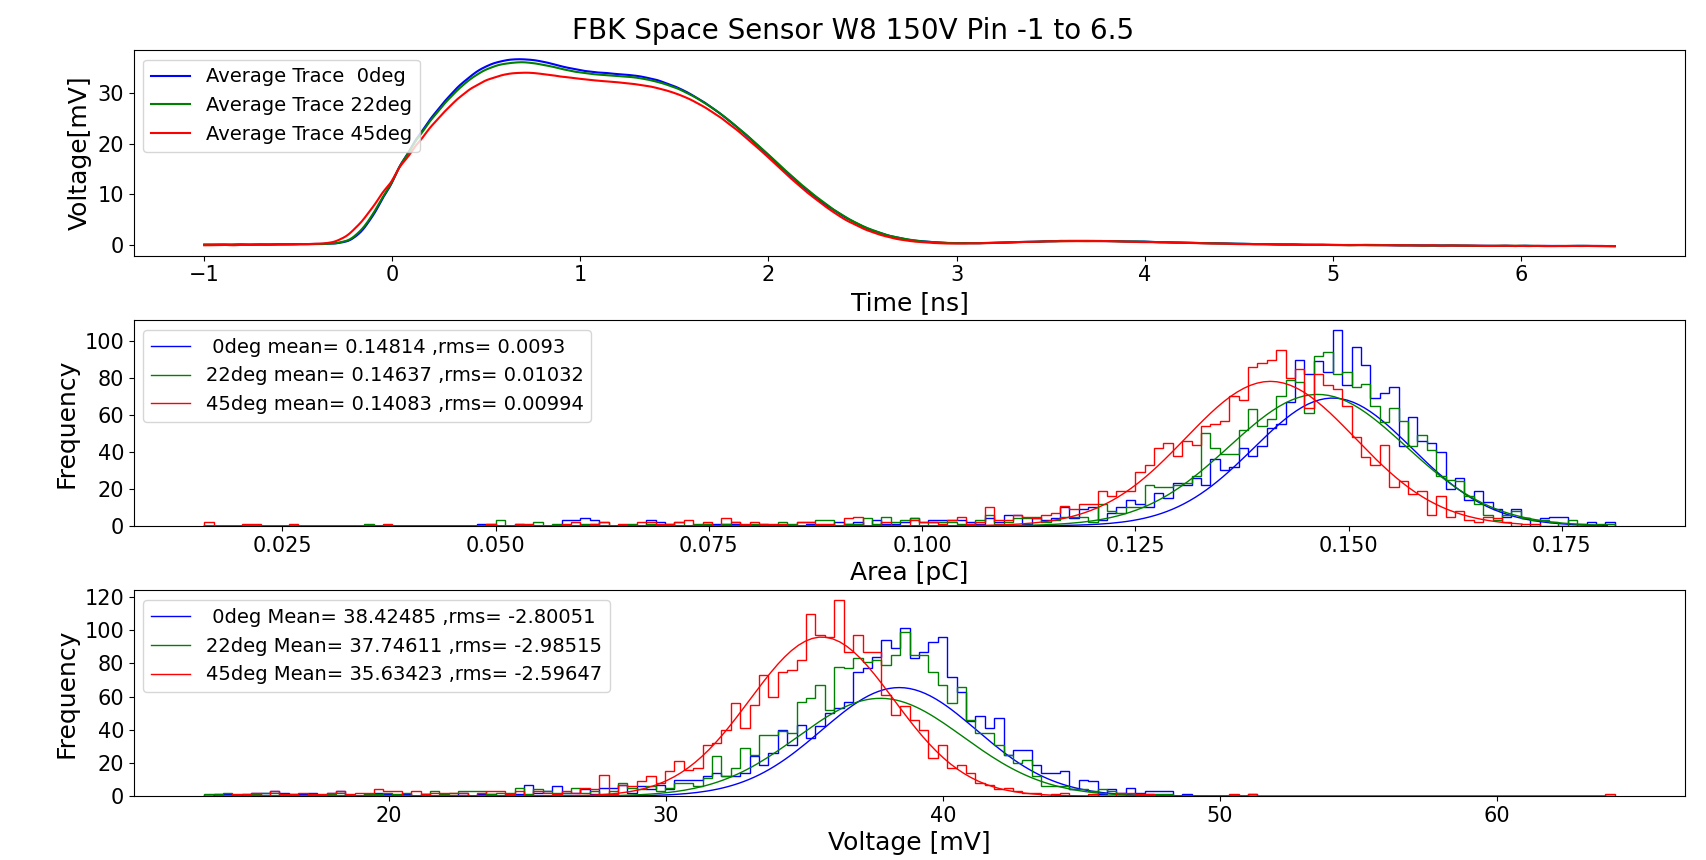 FBK Space Sensor W8 150V Pin -1 to 6.5
Average Trace  0deg
Average Trace 22deg
Average Trace 45deg
Voltage[mV]
30
20
10
0
−1 0 1 2 3 4 5 6
Time [ns]
0deg mean= 0.14814 ,rms= 0.0093
22deg mean= 0.14637 ,rms= 0.01032
45deg mean= 0.14083 ,rms= 0.00994
Frequency
100
80
60
40
20
0
0.025 0.050 0.075 0.100 0.125 0.150 0.175
Area [pC]
0deg Mean= 38.42485 ,rms= -2.80051
22deg Mean= 37.74611 ,rms= -2.98515
45deg Mean= 35.63423 ,rms= -2.59647
Frequency
120
100
80
60
40
20
0
20 30 40 50 60
Voltage [mV]